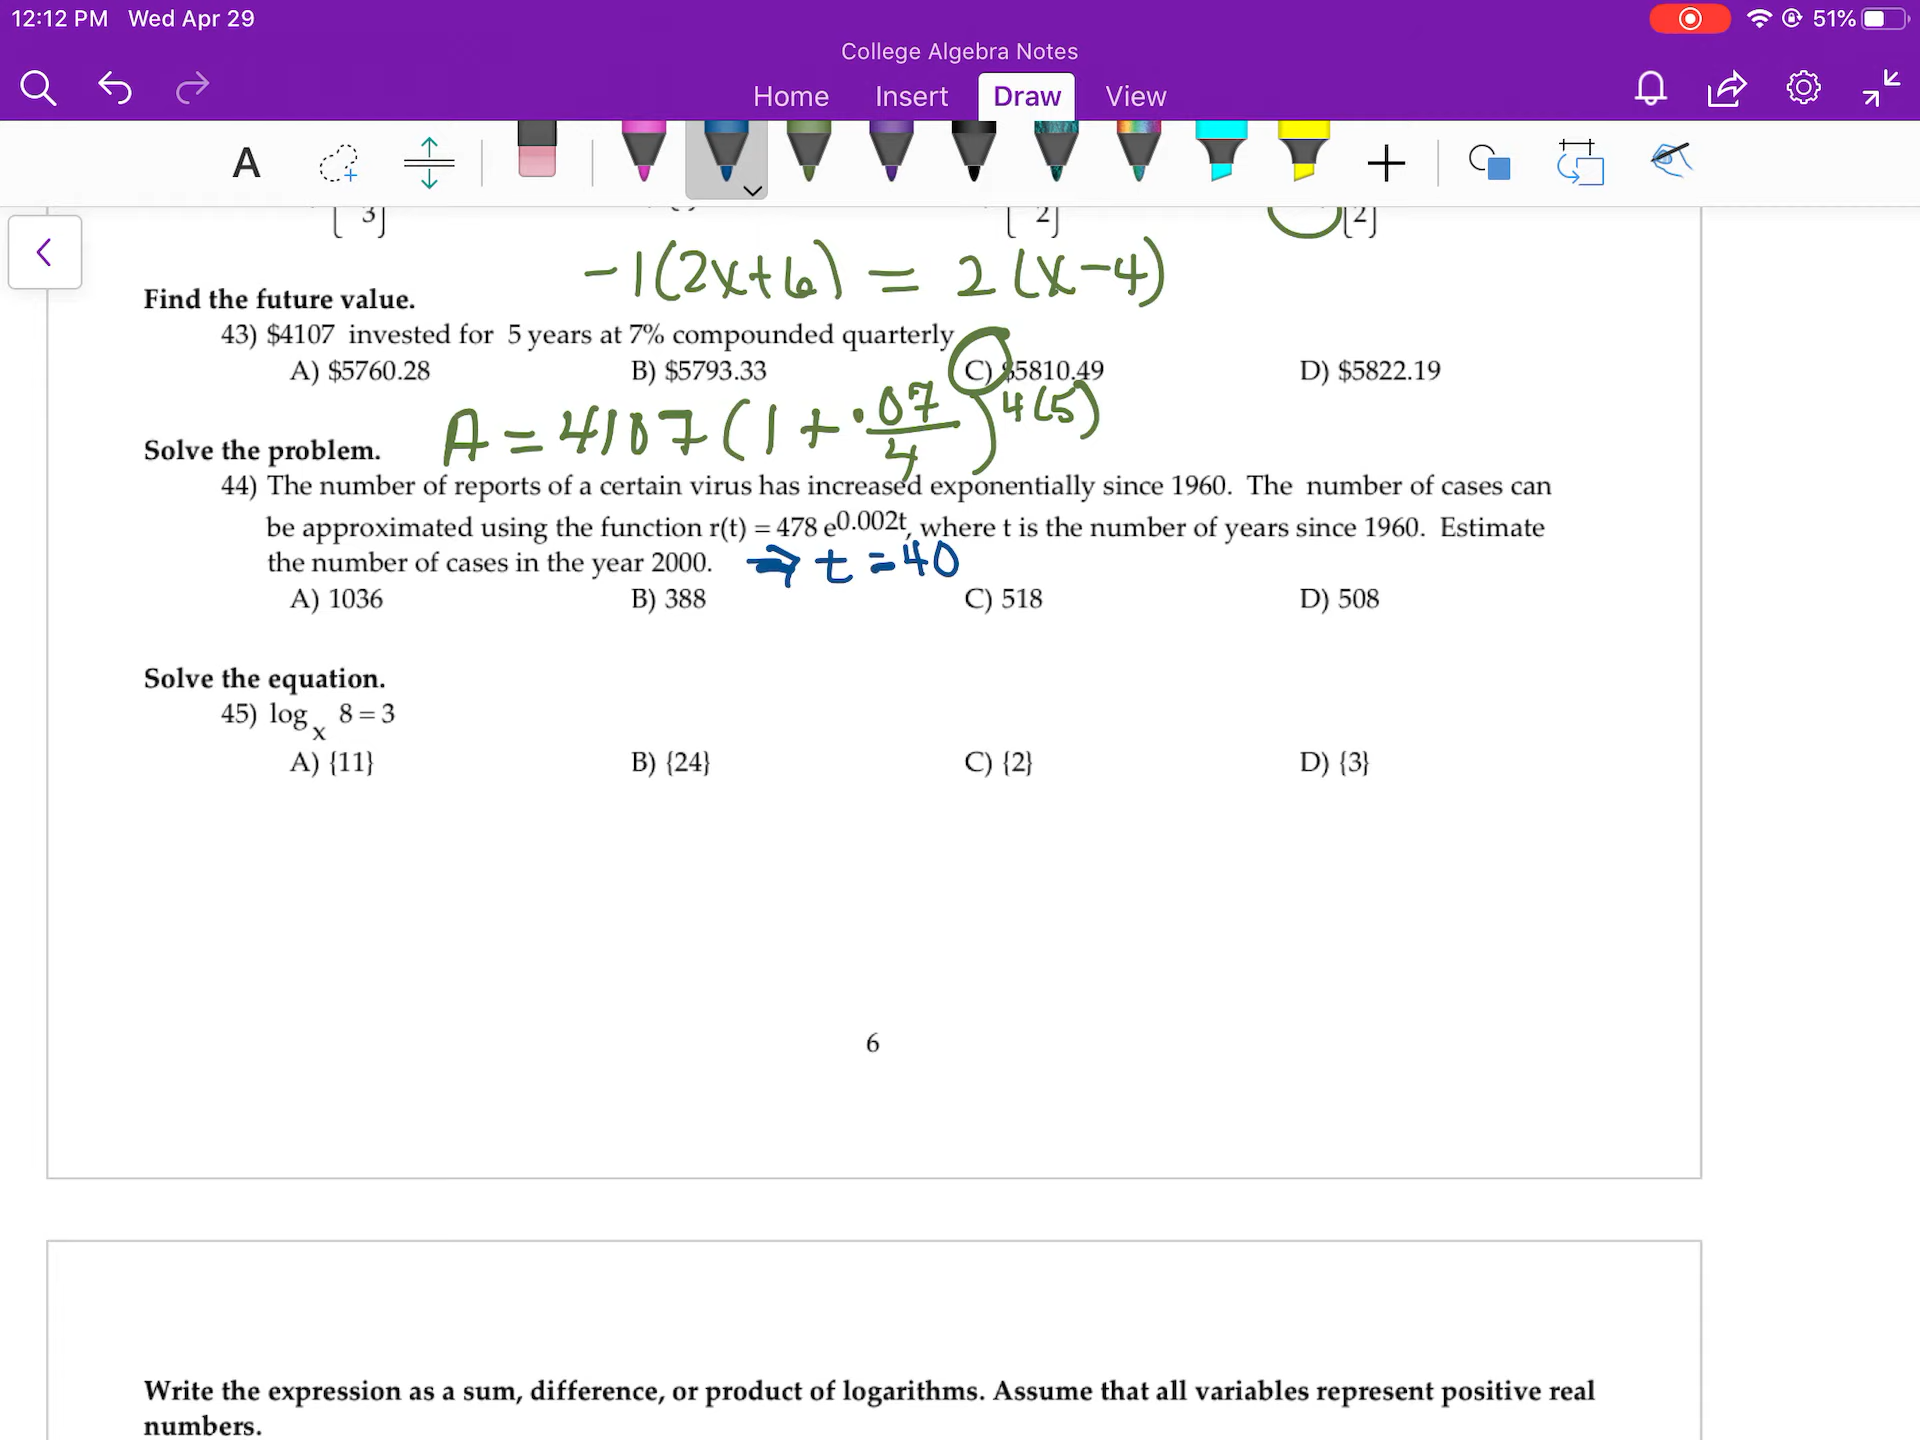 12:12 PM Wed Apr 29
51%
College Algebra Notes
Home Insert Draw View
A
3] 2] 2]
-1(2x+6) = 2(x-4)
Find the future value.
43) $4107 invested for 5 years at 7% compounded quarterly
A) $5760.28 B) $5793.33 C) $5810.49 D) $5822.19
A = 4107(1 + .07/4)^4(5)
Solve the problem.
44) The number of reports of a certain virus has increased exponentially since 1960. The number of cases can
be approximated using the function r(t) = 478 e^0.002t, where t is the number of years since 1960. Estimate
the number of cases in the year 2000. ⇒ t = 40
A) 1036 B) 388 C) 518 D) 508
Solve the equation.
45) log_x 8 = 3
A) {11} B) {24} C) {2} D) {3}
6
Write the expression as a sum, difference, or product of logarithms. Assume that all variables represent positive real
numbers.